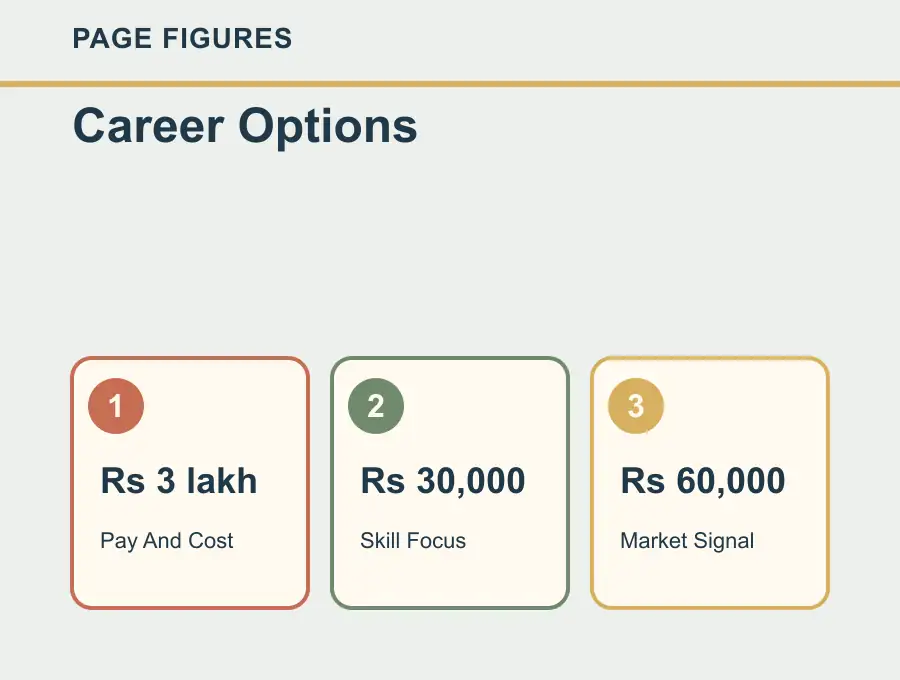 PAGE FIGURES
Career Options
1
Rs 3 lakh
Pay And Cost
2
Rs 30,000
Skill Focus
3
Rs 60,000
Market Signal